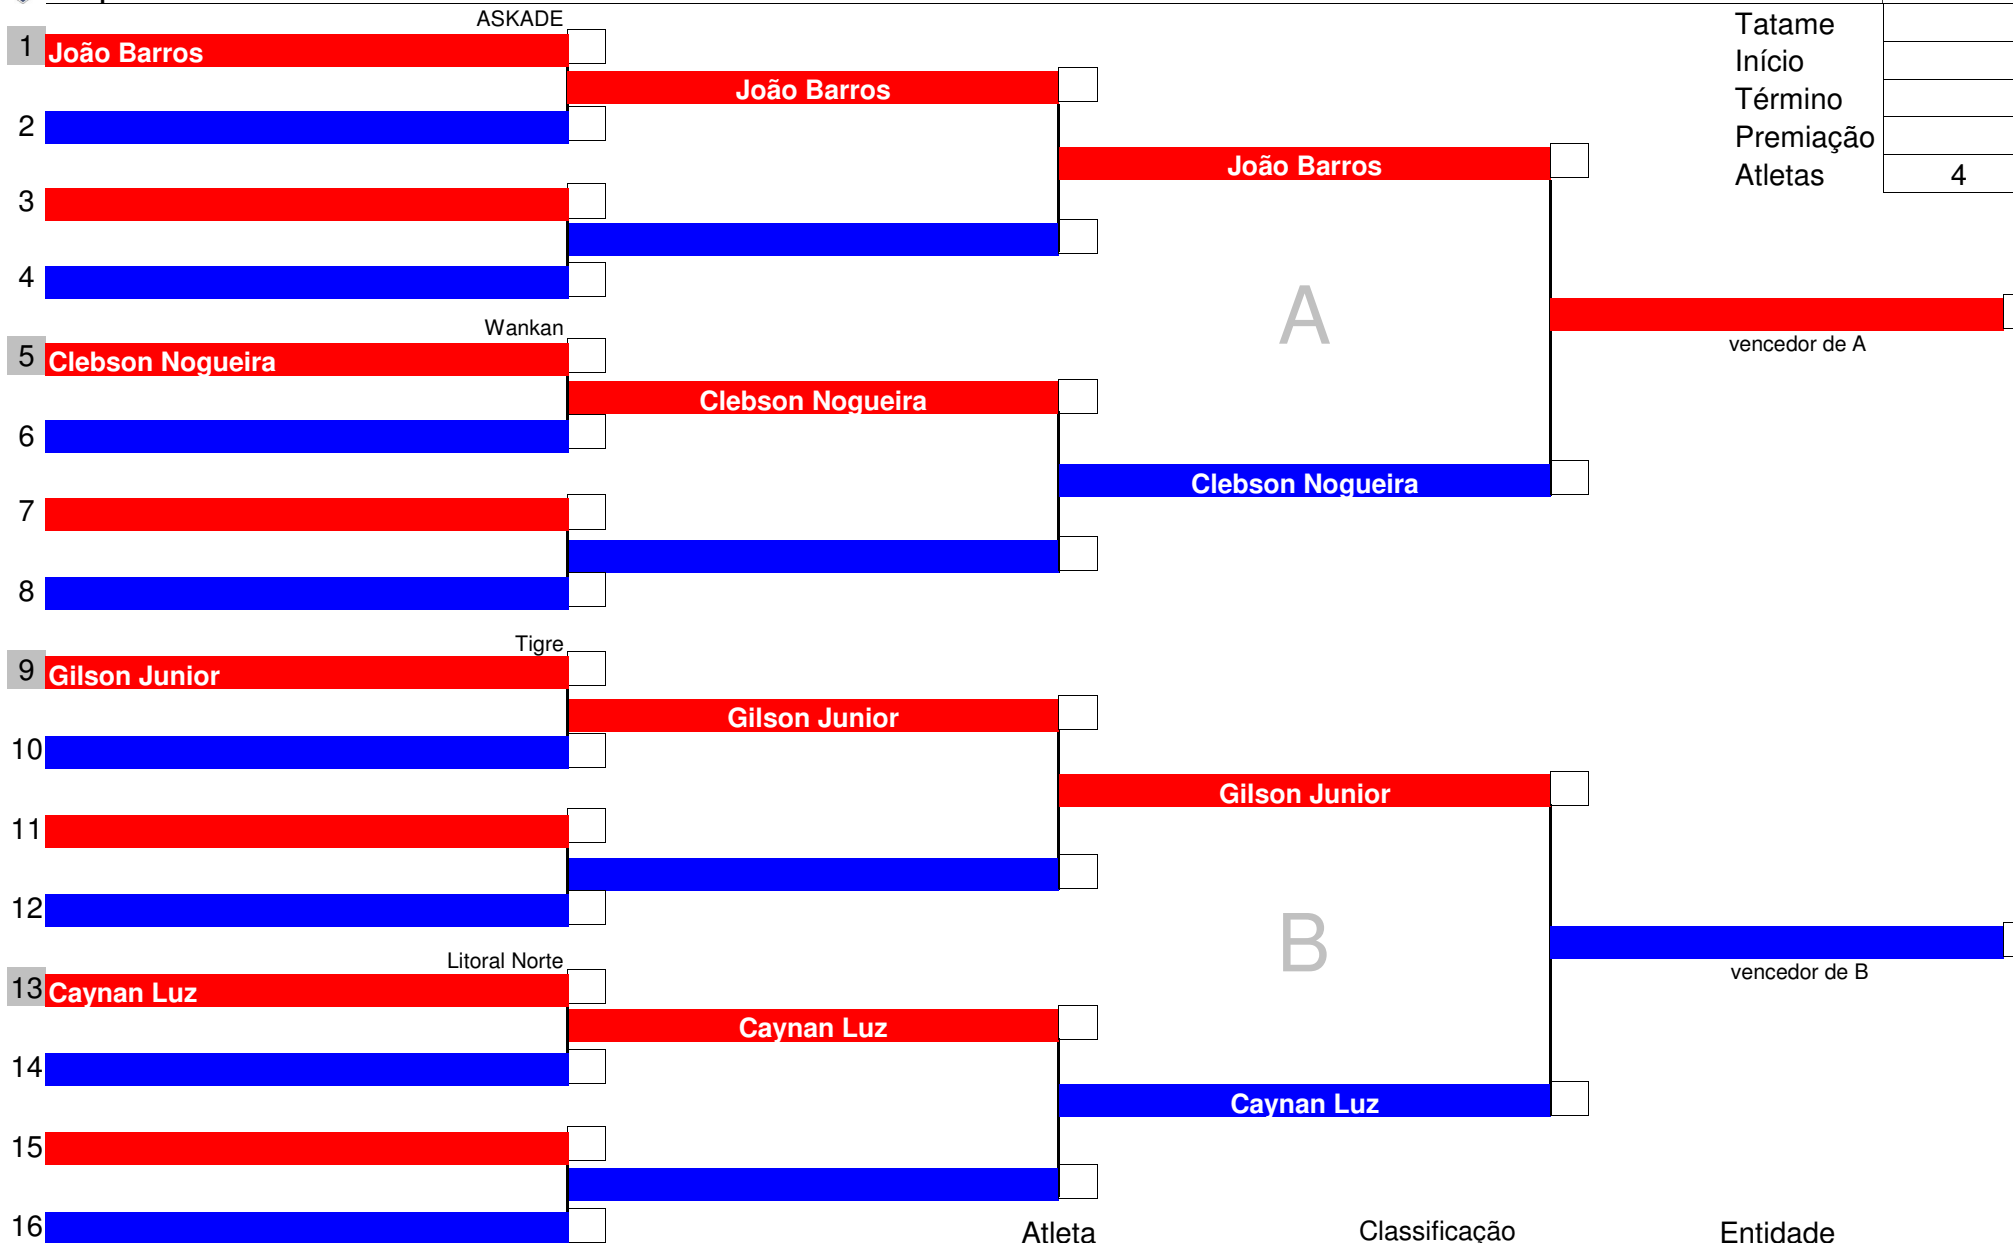 ASKADE
Tatame
1 João Barros
Início
João Barros
Término
2
Premiação
João Barros
Atletas 4
3
4
A
Wankan
vencedor de A
5 Clebson Nogueira
Clebson Nogueira
6
Clebson Nogueira
7
8
Tigre
9 Gilson Junior
Gilson Junior
10
Gilson Junior
11
12
B
Litoral Norte
vencedor de B
13 Caynan Luz
Caynan Luz
14
Caynan Luz
15
16
Atleta Classificação Entidade